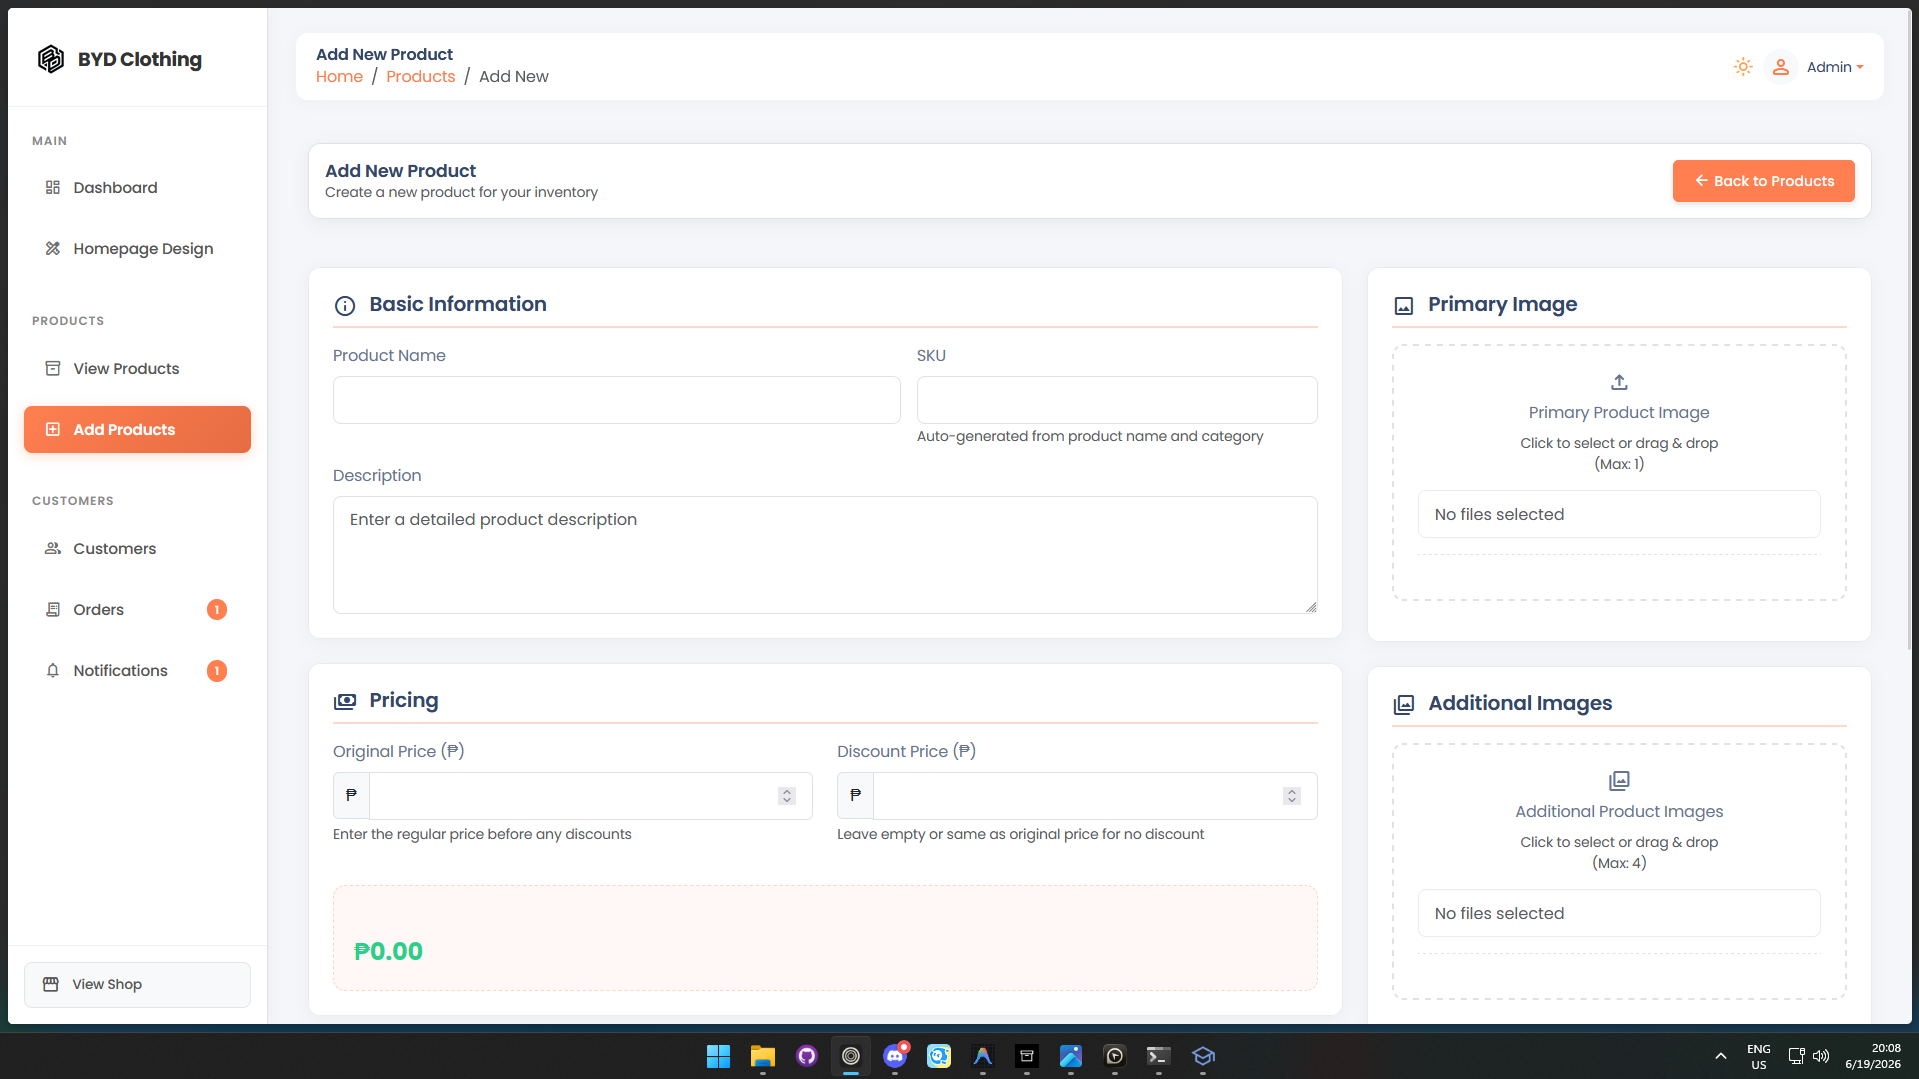 BYD Clothing
MAIN
Dashboard
Homepage Design
PRODUCTS
View Products
Add Products
CUSTOMERS
Customers
Orders 1
Notifications 1
View Shop
Add New Product
Home / Products / Add New
Admin
Add New Product
Create a new product for your inventory
Back to Products
Basic Information
Product Name
SKU
Auto-generated from product name and category
Description
Enter a detailed product description
Pricing
Original Price (₱)
₱
Enter the regular price before any discounts
Discount Price (₱)
₱
Leave empty or same as original price for no discount
₱0.00
Primary Image
Primary Product Image
Click to select or drag & drop
(Max: 1)
No files selected
Additional Images
Additional Product Images
Click to select or drag & drop
(Max: 4)
No files selected
ENG
US
20:08
6/19/2026